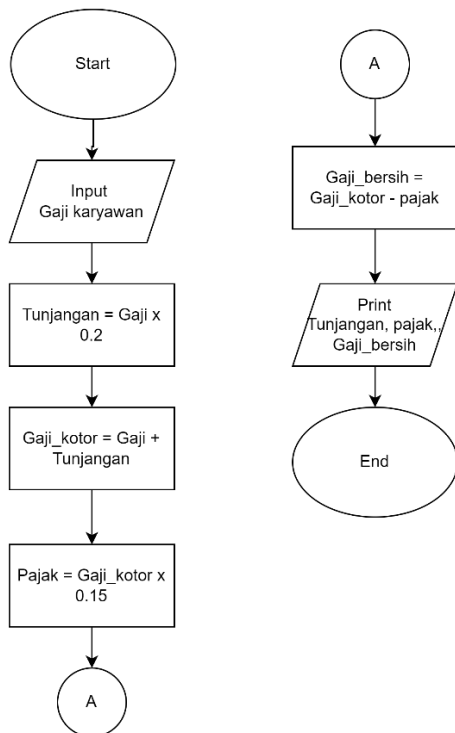 Start
Input
Gaji karyawan
Tunjangan = Gaji x
0.2
Gaji_kotor = Gaji +
Tunjangan
Pajak = Gaji_kotor x
0.15
A
A
Gaji_bersih =
Gaji_kotor - pajak
Print
Tunjangan, pajak,,
Gaji_bersih
End